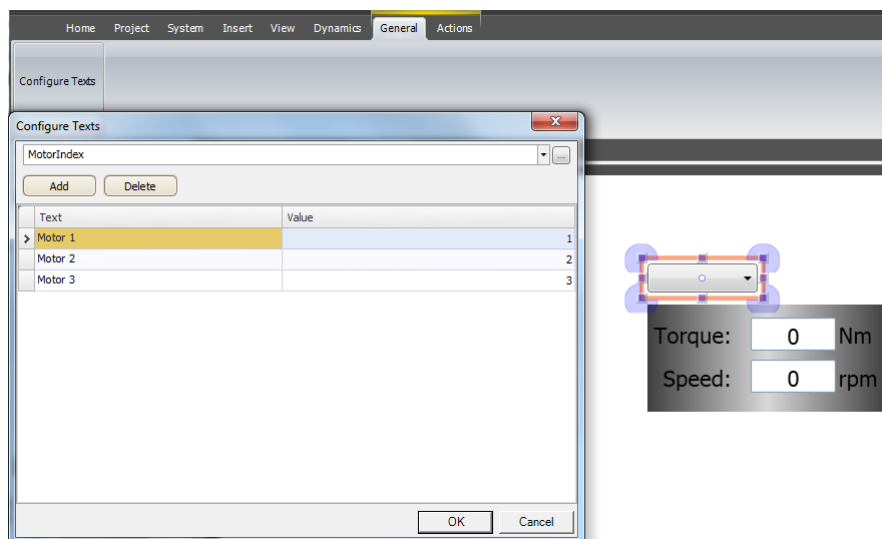 Home Project System Insert View Dynamics General Actions
Configure Texts
Configure Texts
MotorIndex
...
Add Delete
Text Value
Motor 1 1
Motor 2 2
Motor 3 3
OK Cancel
Torque: 0 Nm
Speed: 0 rpm